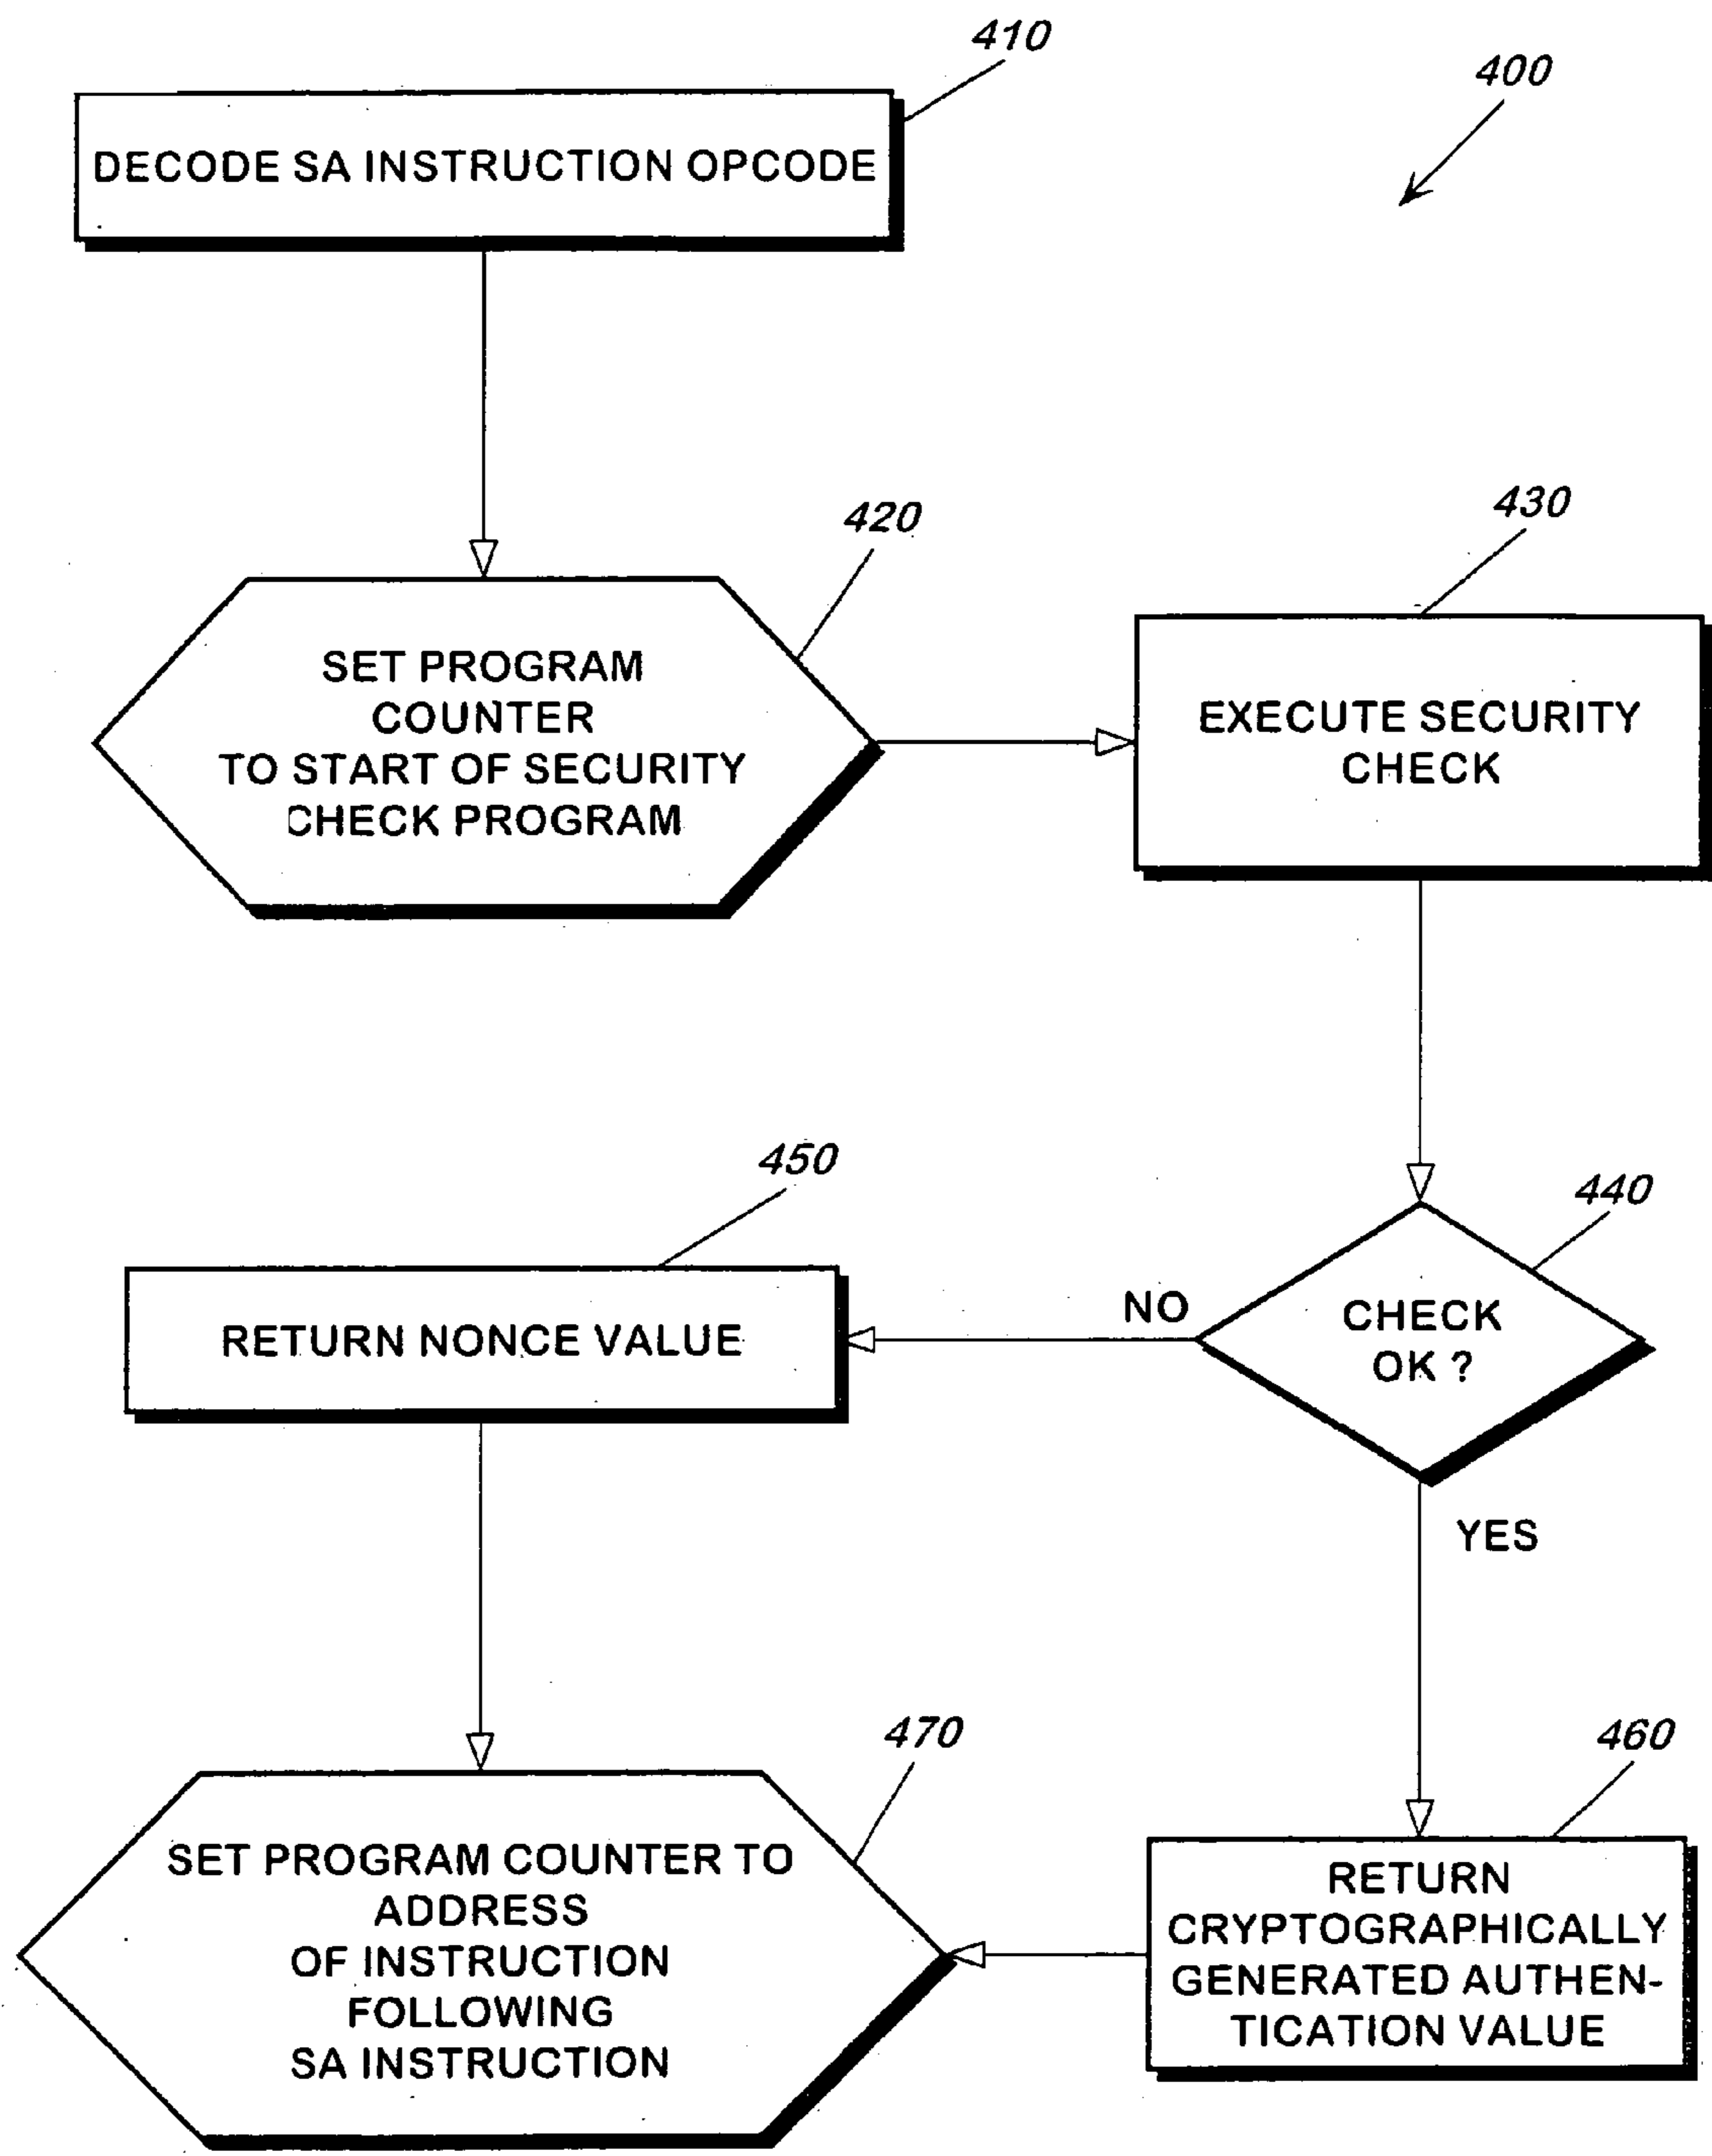 410
400
DECODE SA INSTRUCTION OPCODE
420
430
SET PROGRAM
COUNTER
TO START OF SECURITY
CHECK PROGRAM
EXECUTE SECURITY
CHECK
450
440
NO
RETURN NONCE VALUE
CHECK
OK ?
YES
470
460
SET PROGRAM COUNTER TO
ADDRESS
OF INSTRUCTION
FOLLOWING
SA INSTRUCTION
RETURN
CRYPTOGRAPHICALLY
GENERATED AUTHEN-
TICATION VALUE